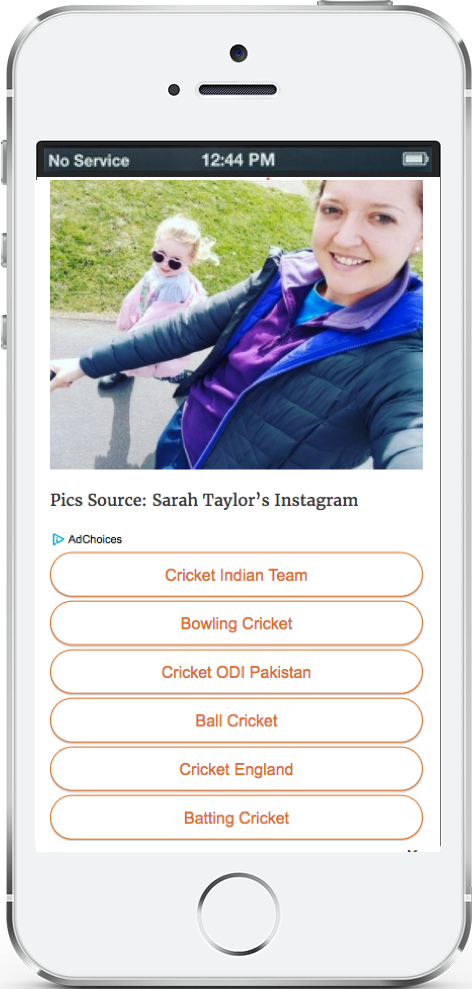 No Service 12:44 PM
Pics Source: Sarah Taylor’s Instagram
AdChoices
Cricket Indian Team
Bowling Cricket
Cricket ODI Pakistan
Ball Cricket
Cricket England
Batting Cricket